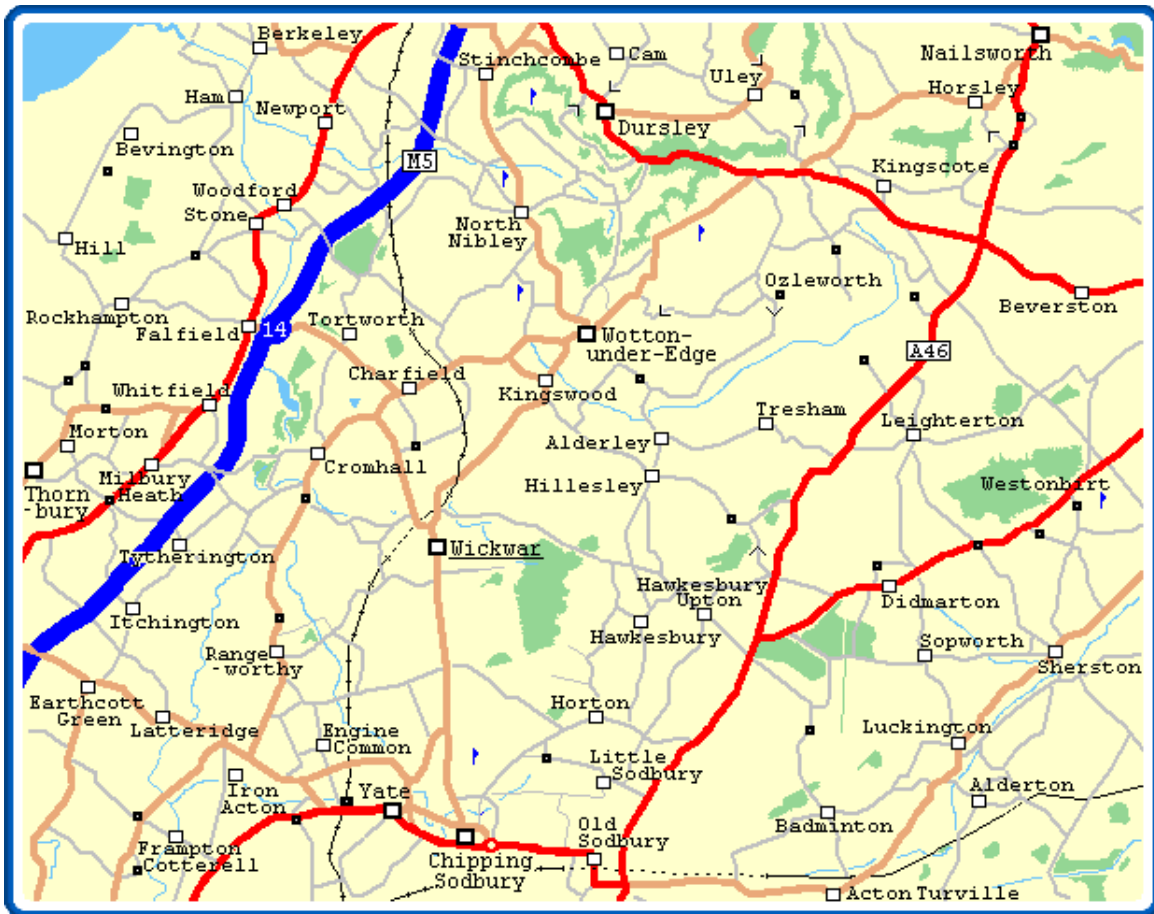 Berkeley
Stinchcombe
Cam
Nailsworth
Uley
Ham
Newport
Horsley
Dursley
Bevington
M5
Kingscote
Woodford
Stone
North
Nibley
Hill
Ozleworth
Beverston
Rockhampton
Tortworth
Falfield
14
Wotton-
under-Edge
A46
Charfield
Whitfield
Kingswood
Tresham
Leighterton
Morton
Alderley
Cromhall
Milbury
Heath
Thorn
-bury
Hillesley
Westonbirt
Tytherington
Wickwar
Hawkesbury
Upton
Didmarton
Itchington
Hawkesbury
Sopworth
Range
-worthy
Sherston
Earthcott
Green
Latteridge
Horton
Engine
Common
Luckington
Little
Sodbury
Iron
Acton
Yate
Alderton
Old
Sodbury
Badminton
Frampton
Cotterell
Chipping
Sodbury
Acton Turville